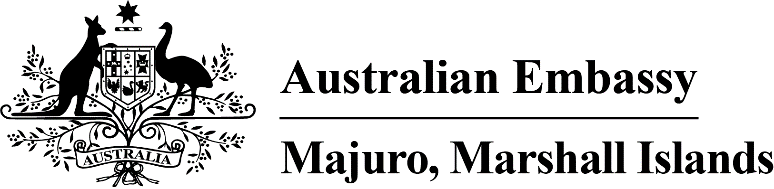 AUSTRALIA
Australian Embassy
Majuro, Marshall Islands